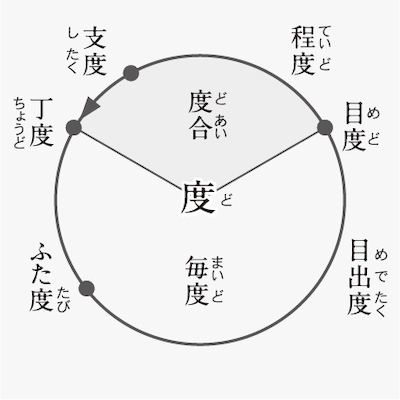 支度
したく
程度
ていど
度合
どあい
丁度
ちょうど
目度
めど
度
ど
ふた度
たび
毎度
まいど
目出度
めでたく